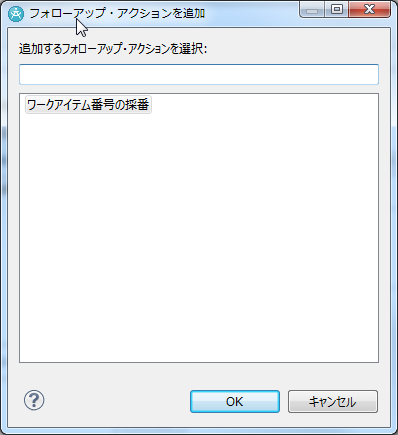 フォローアップ・アクションを追加
追加するフォローアップ・アクションを選択:
ワークアイテム番号の採番
?
OK
キャンセル